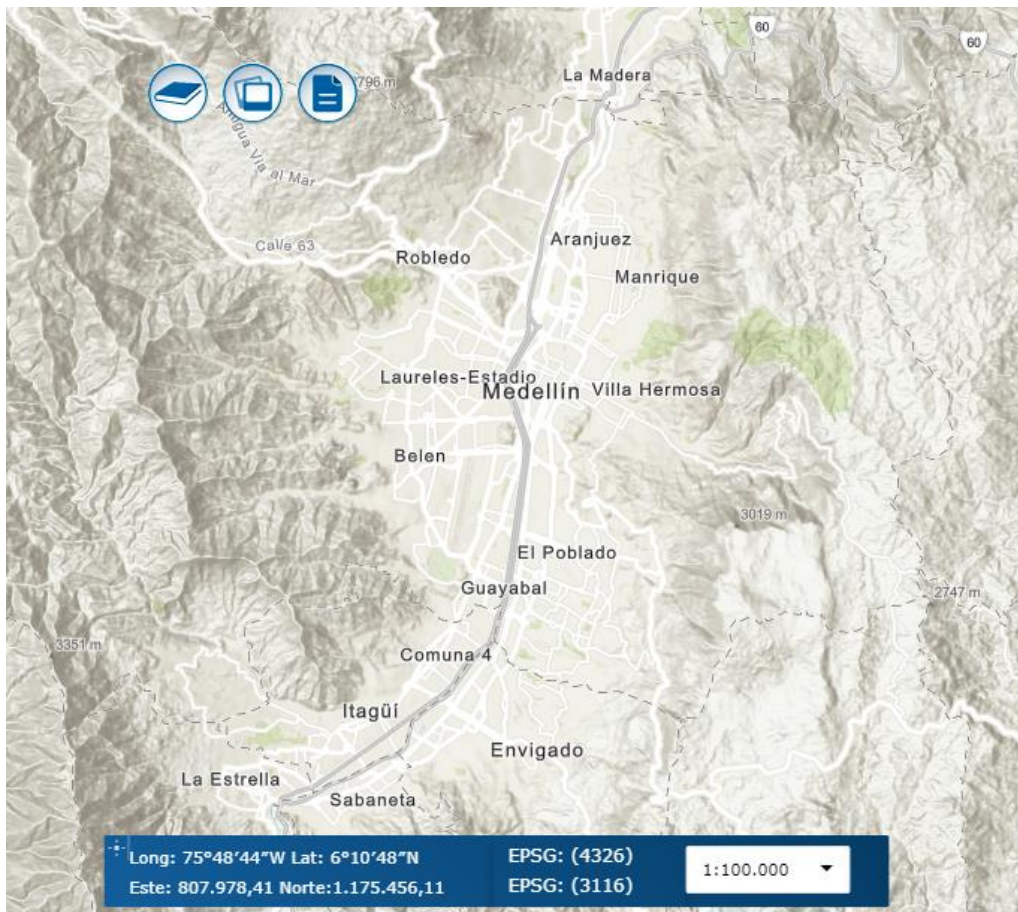 60
60
La Madera
2796 m
Antigua Vía al Mar
Calle 63
Aranjuez
Robledo
Manrique
Laureles-Estadio
Medellín
Villa Hermosa
Belen
3019 m
El Poblado
Guayabal
2747 m
3351 m
Comuna 4
Itagüí
Envigado
La Estrella
Sabaneta
Long: 75°48′44″W Lat: 6°10′48″N
EPSG: (4326)
Este: 807.978,41 Norte:1.175.456,11
EPSG: (3116)
1:100.000